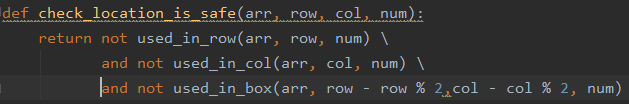 def check_location_is_safe(arr, row, col, num):
    return not used_in_row(arr, row, num) \
           and not used_in_col(arr, col, num) \
           and not used_in_box(arr, row - row % 2,col - col % 2, num)